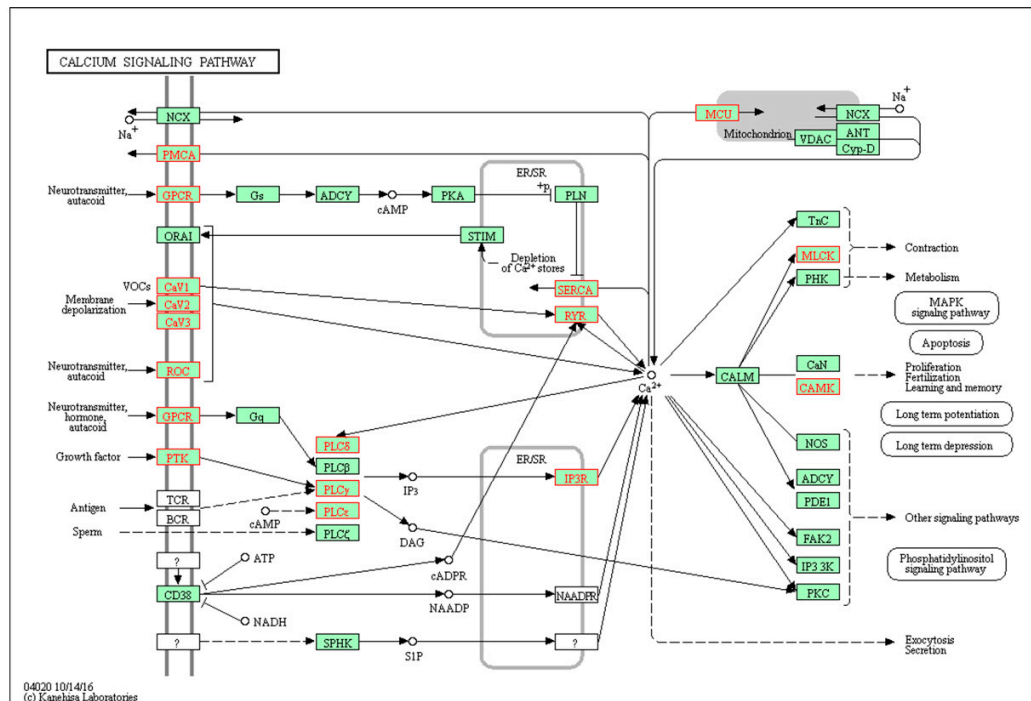 CALCIUM SIGNALING PATHWAY
NCX
Na+
MCU
Mitochondrion
NCX
Na+
VDAC
ANT
Cyp-D
PMCA
Neurotransmitter,
autacoid
GPCR
Gs
ADCY
cAMP
PKA
+p
ER/SR
PLN
ORAI
STIM
Depletion
of Ca2+ stores
TnC
Contraction
MLCK
PHK
Metabolism
VOCs
Membrane
depolarization
CaV1
CaV2
CaV3
SERCA
RYR
MAPK
signaling pathway
Apoptosis
Neurotransmitter,
autacoid
ROC
Ca2+
CALM
CaN
CAMK
Proliferation
Fertilization
Learning and memory
Neurotransmitter,
hormone,
autacoid
GPCR
Gq
Long term potentiation
Long term depression
Growth factor
PTK
PLCδ
PLCβ
PLCγ
PLCε
PLCζ
IP3
ER/SR
IP3R
NOS
ADCY
PDE1
Antigen
TCR
BCR
cAMP
DAG
Sperm
Other signaling pathways
FAK2
IP3 3K
PKC
Phosphatidylinositol
signaling pathway
?
ATP
cADPR
CD38
NAADP
NAADPR
NADH
?
SPHK
S1P
?
Exocytosis
Secretion
04020 10/14/16
(c) Kanehisa Laboratories